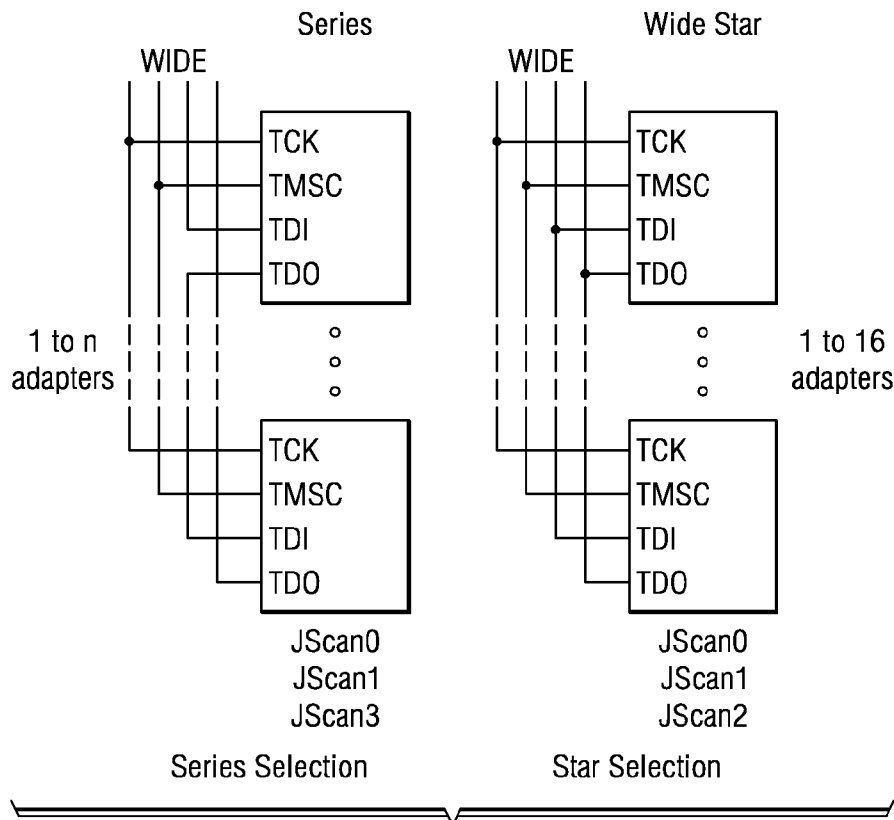 Series
WIDE
TCK
TMSC
TDI
TDO
1 to n
adapters
TCK
TMSC
TDI
TDO
JScan0
JScan1
JScan3
Series Selection
Wide Star
WIDE
TCK
TMSC
TDI
TDO
1 to 16
adapters
TCK
TMSC
TDI
TDO
JScan0
JScan1
JScan2
Star Selection